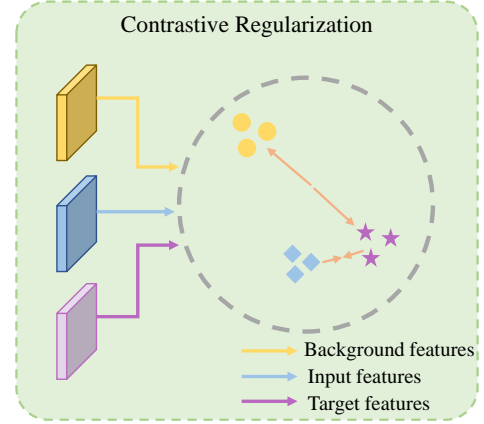 Contrastive Regularization
Background features
Input features
Target features